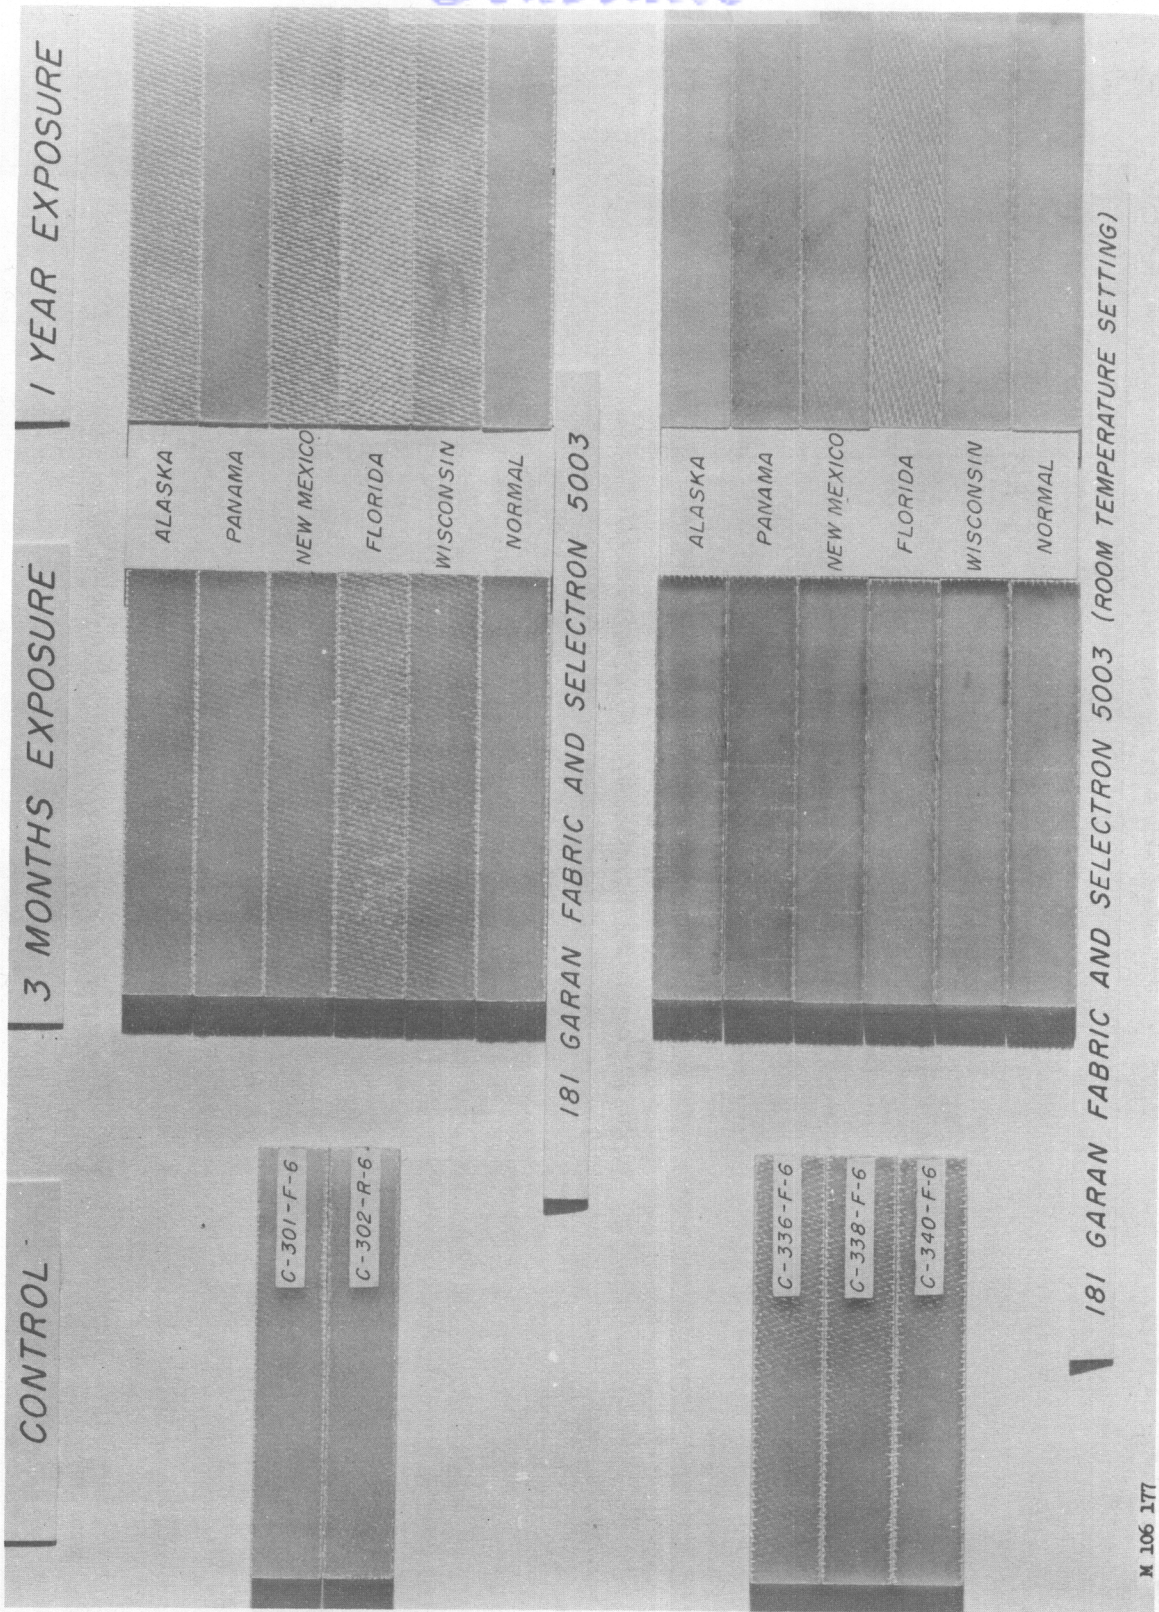 CONTROL
3 MONTHS EXPOSURE
1 YEAR EXPOSURE
C-301-F-6
C-302-R-6
ALASKA
PANAMA
NEW MEXICO
FLORIDA
WISCONSIN
NORMAL
181 GARAN FABRIC AND SELECTRON 5003
C-336-F-6
C-338-F-6
C-340-F-6
ALASKA
PANAMA
NEW MEXICO
FLORIDA
WISCONSIN
NORMAL
181 GARAN FABRIC AND SELECTRON 5003 (ROOM TEMPERATURE SETTING)
M 106 177